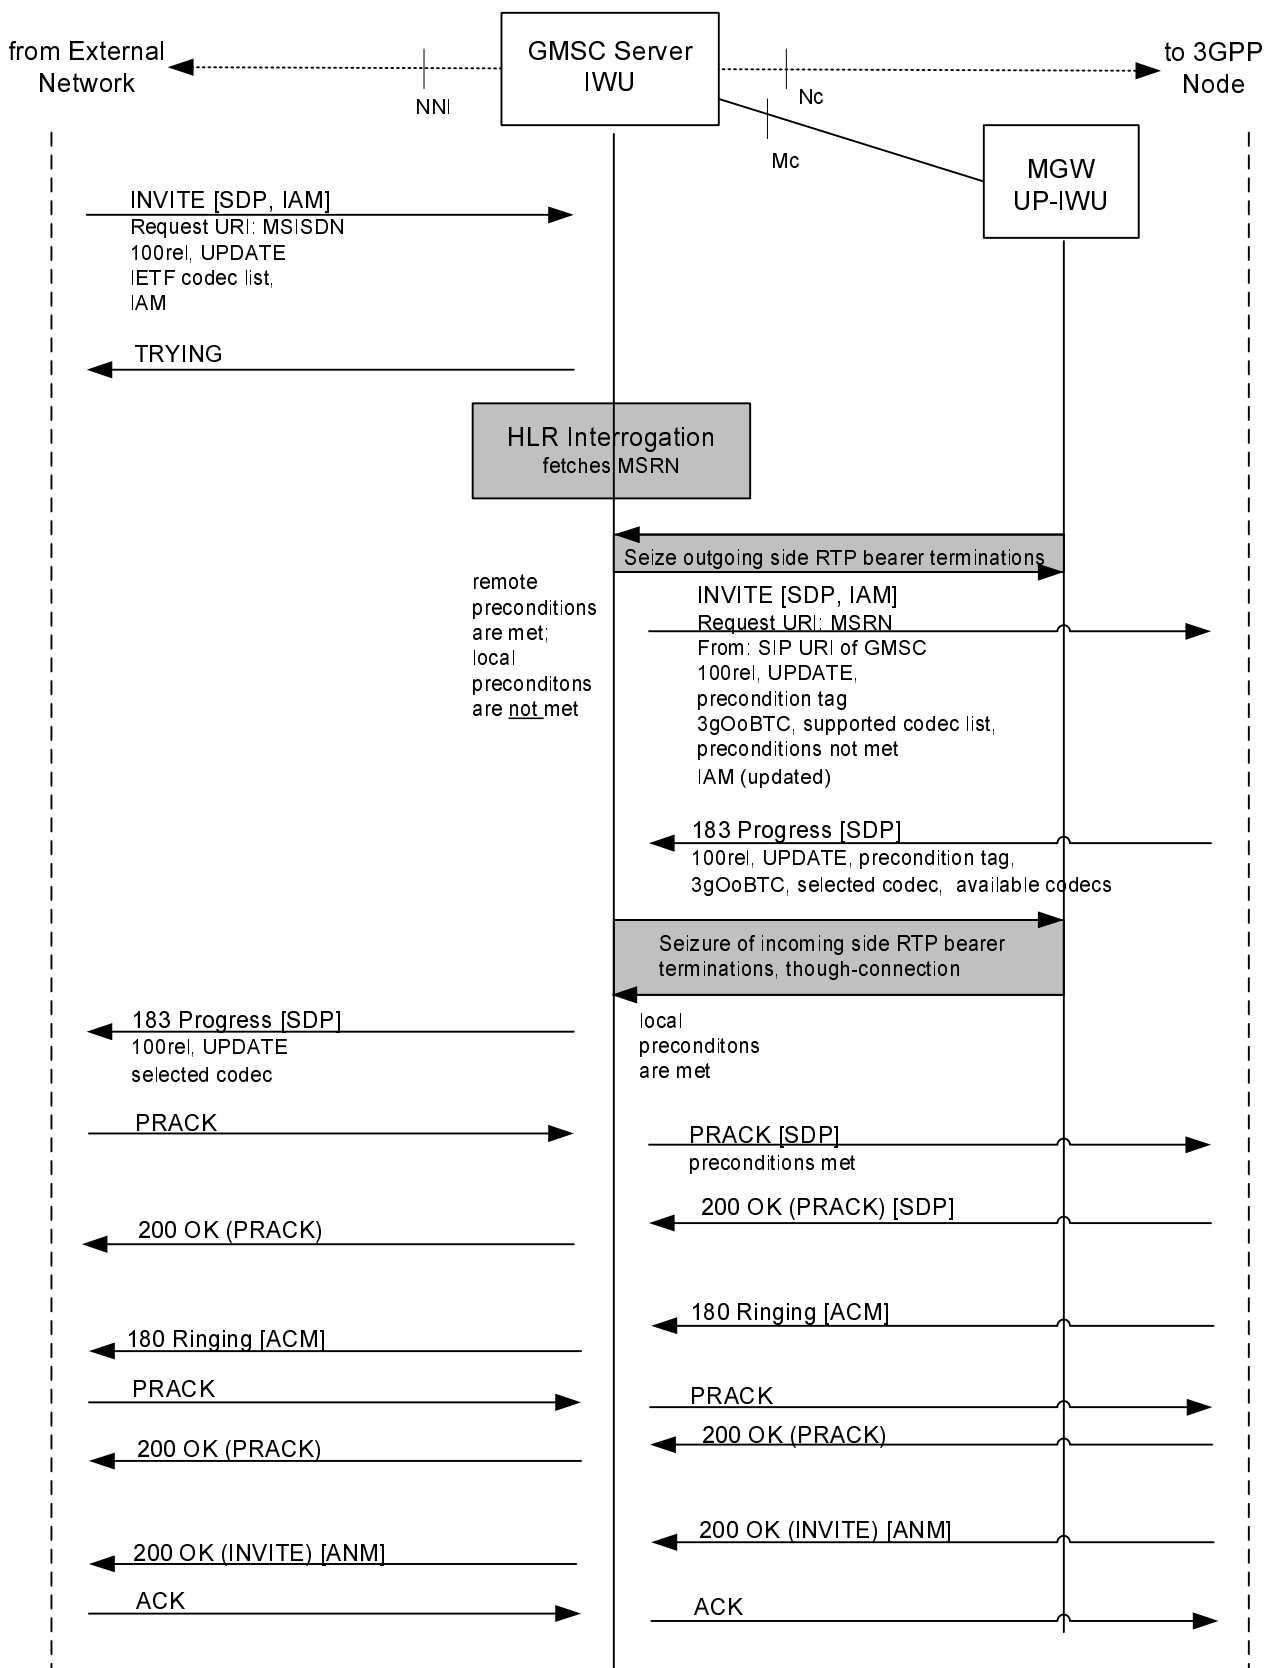 from External
Network
GMSC Server
IWU
to 3GPP
Node
NNI
Nc
Mc
MGW
UP-IWU
INVITE [SDP, IAM]
Request URI: MSISDN
100rel, UPDATE
IETF codec list,
IAM
TRYING
HLR Interrogation
fetches MSRN
Seize outgoing side RTP bearer terminations
remote
preconditions
are met;
local
preconditons
are not met
INVITE [SDP, IAM]
Request URI: MSRN
From: SIP URI of GMSC
100rel, UPDATE,
precondition tag
3gOoBTC, supported codec list,
preconditions not met
IAM (updated)
183 Progress [SDP]
100rel, UPDATE, precondition tag,
3gOoBTC, selected codec, available codecs
Seizure of incoming side RTP bearer
terminations, though-connection
183 Progress [SDP]
100rel, UPDATE
selected codec
local
preconditons
are met
PRACK
PRACK [SDP]
preconditions met
200 OK (PRACK) [SDP]
200 OK (PRACK)
180 Ringing [ACM]
180 Ringing [ACM]
PRACK
PRACK
200 OK (PRACK)
200 OK (PRACK)
200 OK (INVITE) [ANM]
200 OK (INVITE) [ANM]
ACK
ACK